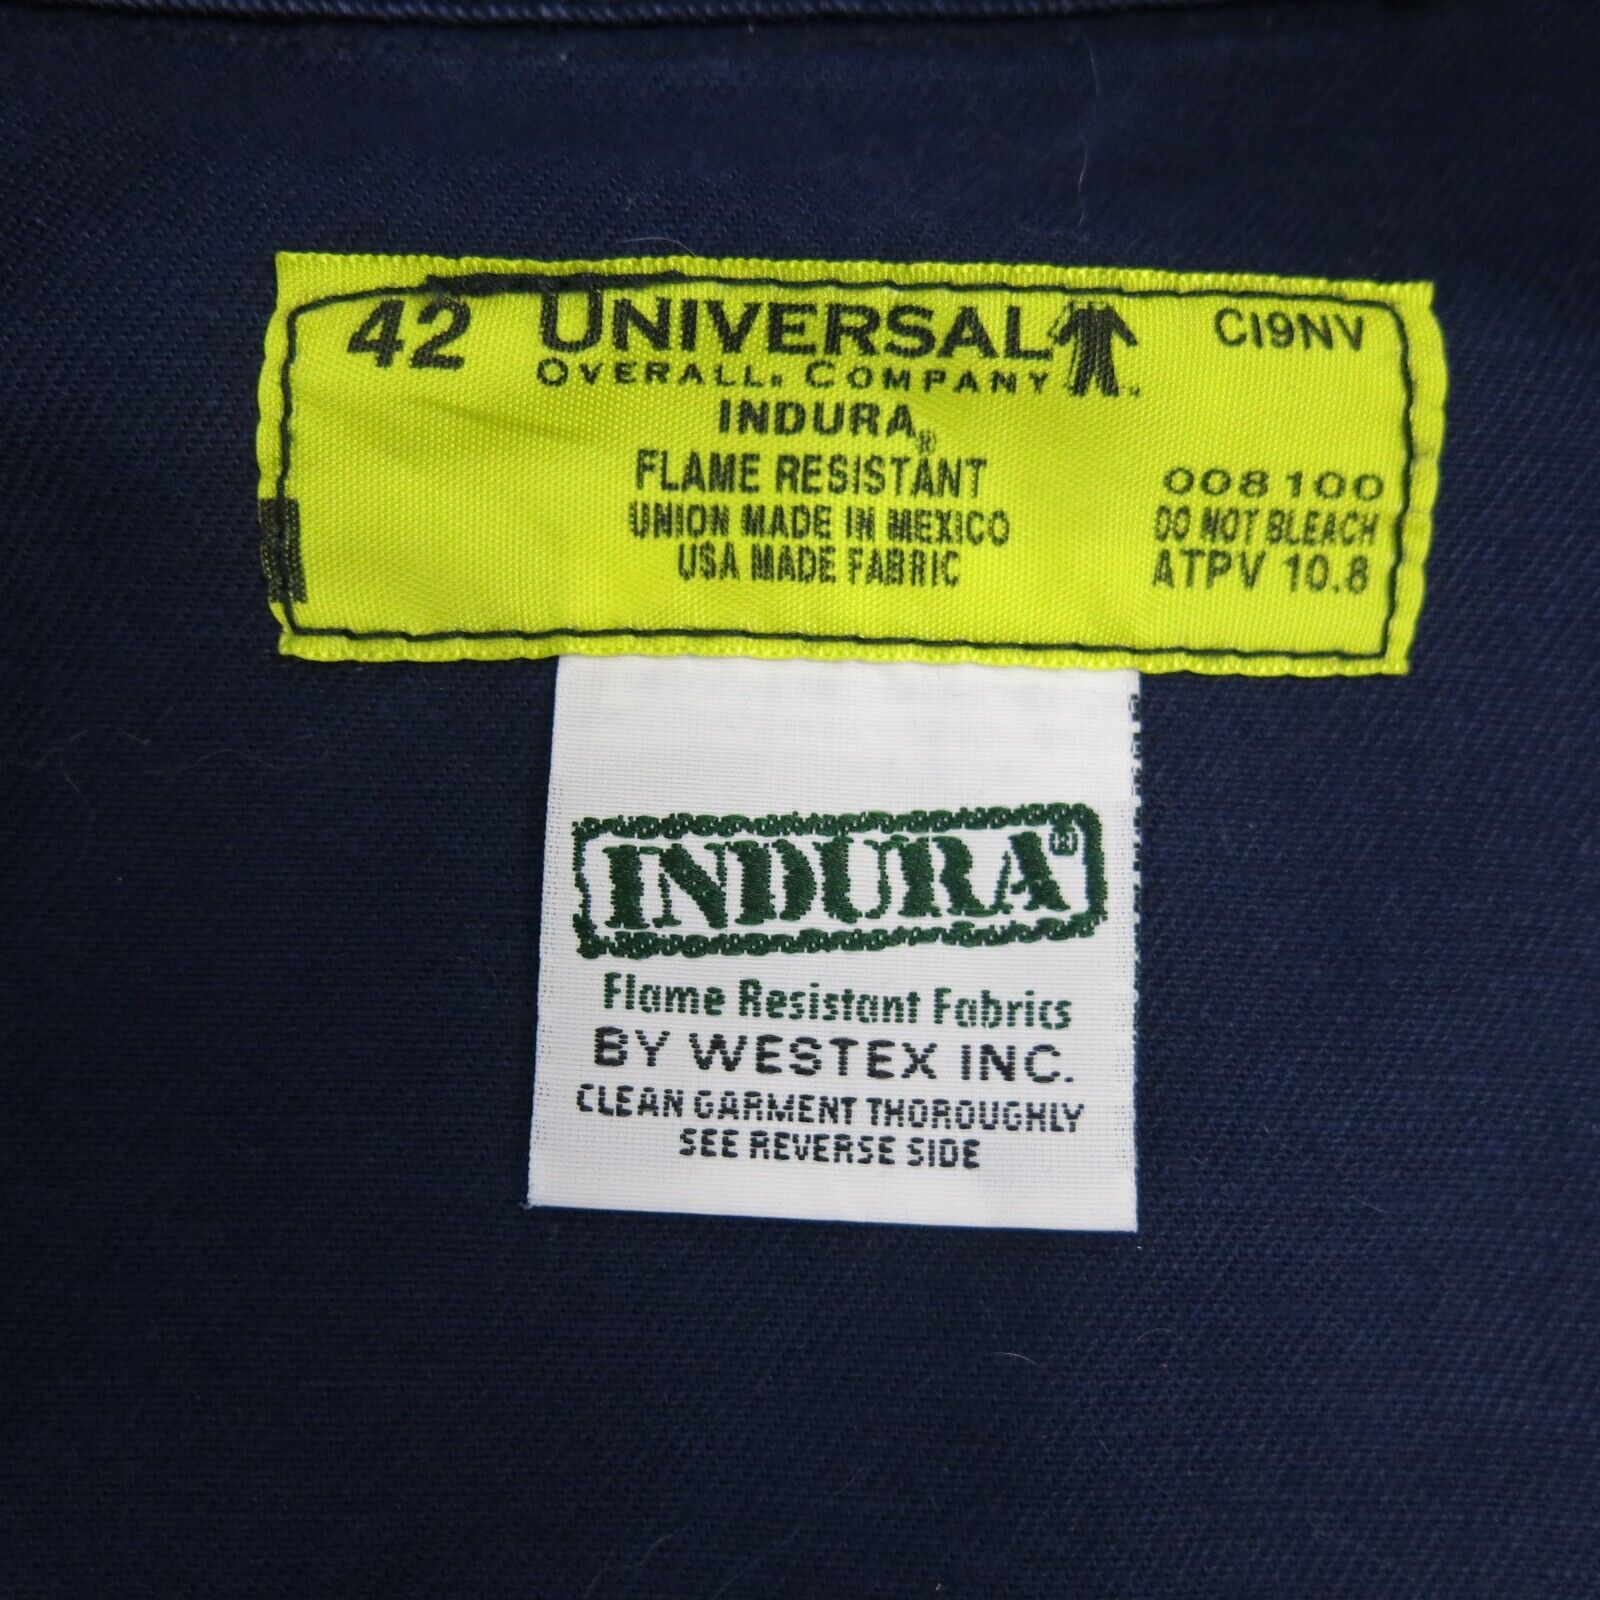 42 UNIVERSAL CI9NV
OVERALL. COMPANY TM
INDURA®
FLAME RESISTANT 008100
UNION MADE IN MEXICO DO NOT BLEACH
USA MADE FABRIC ATPV 10.8
INDURA®
Flame Resistant Fabrics
BY WESTEX INC.
CLEAN GARMENT THOROUGHLY
SEE REVERSE SIDE